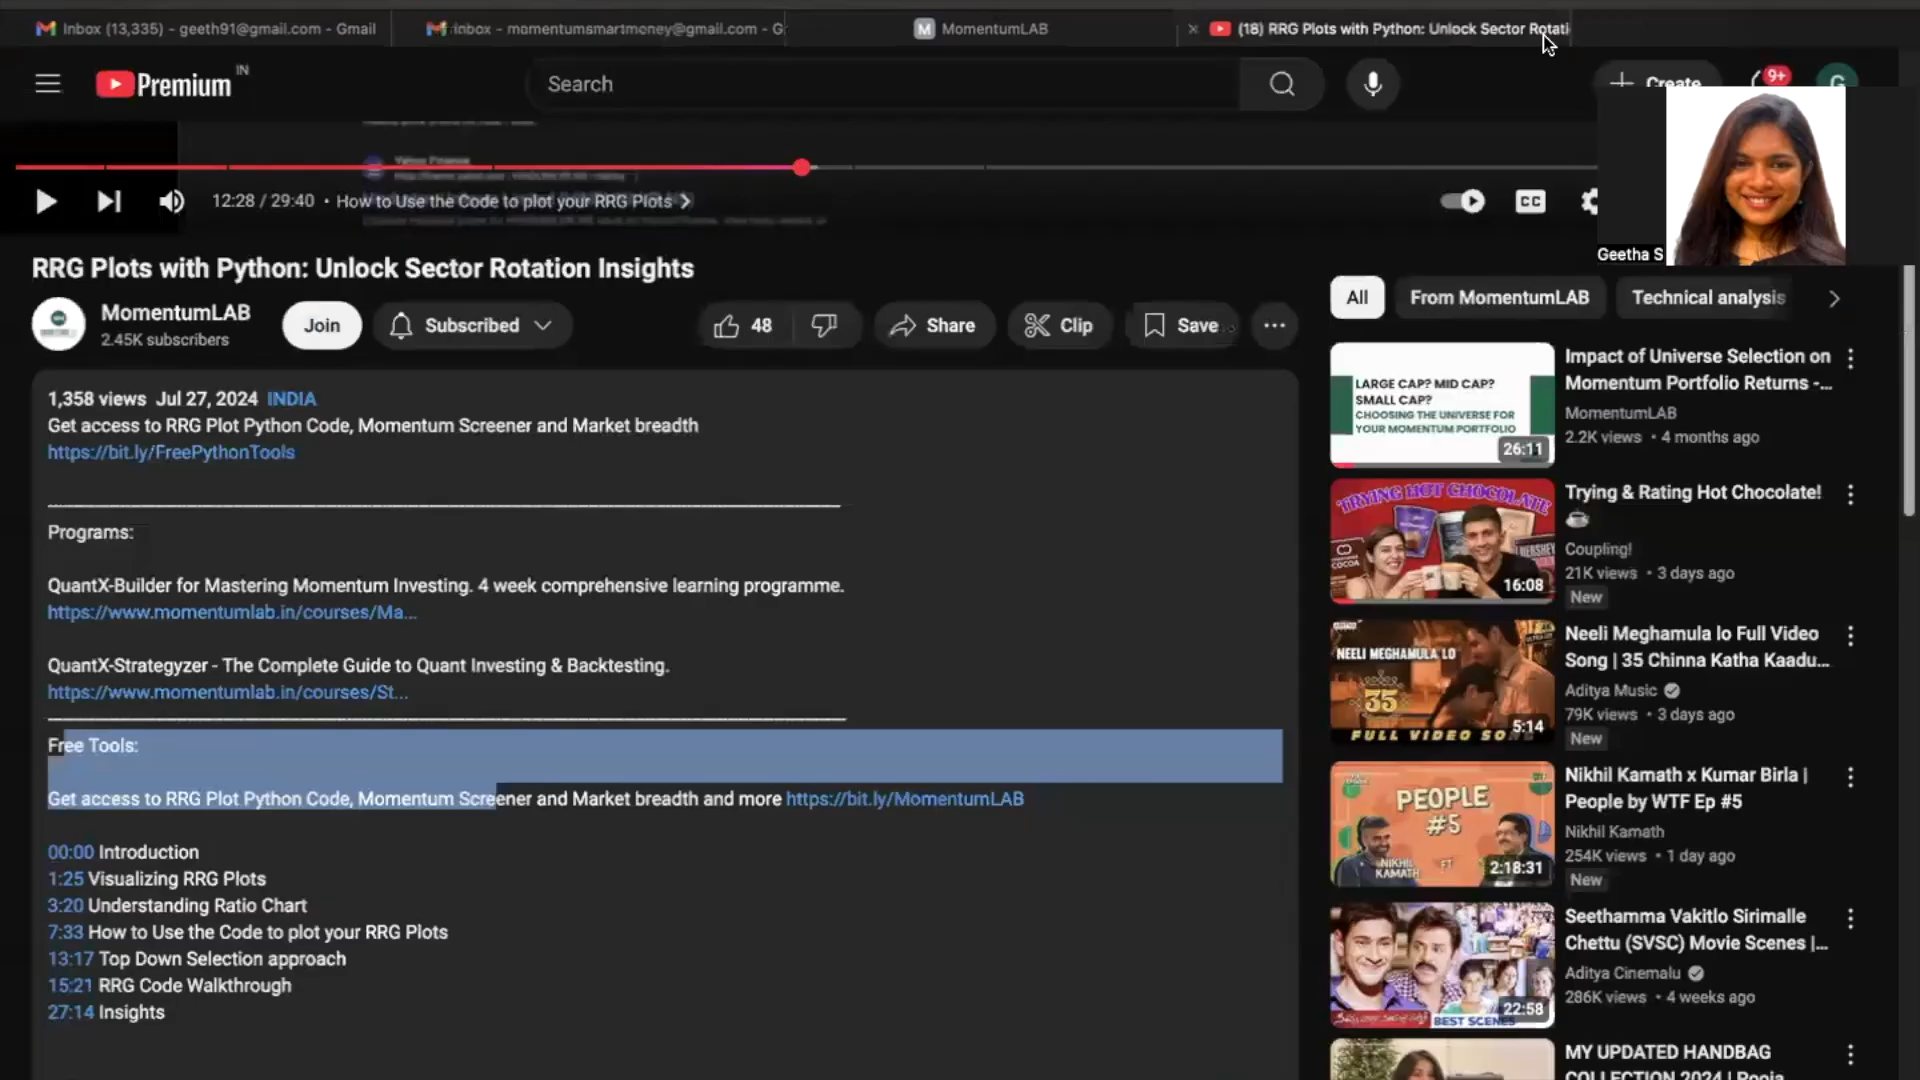 Inbox (13,335) - geeth91@gmail.com - Gmail
inbox - momentumsmartmoney@gmail.com - G
M MomentumLAB
(18) RRG Plots with Python: Unlock Sector Rotati
Premium IN
Search
Create
9+
G
Yahoo Finance
12:28 / 29:40 • How to Use the Code to plot your RRG Plots
CC
Geetha S
RRG Plots with Python: Unlock Sector Rotation Insights
MomentumLAB
2.45K subscribers
Join
Subscribed
48
Share
Clip
Save
1,358 views Jul 27, 2024 INDIA
Get access to RRG Plot Python Code, Momentum Screener and Market breadth
https://bit.ly/FreePythonTools
Programs:
QuantX-Builder for Mastering Momentum Investing. 4 week comprehensive learning programme.
https://www.momentumlab.in/courses/Ma...
QuantX-Strategyzer - The Complete Guide to Quant Investing & Backtesting.
https://www.momentumlab.in/courses/St...
Free Tools:
Get access to RRG Plot Python Code, Momentum Screener and Market breadth and more https://bit.ly/MomentumLAB
00:00 Introduction
1:25 Visualizing RRG Plots
3:20 Understanding Ratio Chart
7:33 How to Use the Code to plot your RRG Plots
13:17 Top Down Selection approach
15:21 RRG Code Walkthrough
27:14 Insights
All
From MomentumLAB
Technical analysis
LARGE CAP? MID CAP?
SMALL CAP?
CHOOSING THE UNIVERSE FOR
YOUR MOMENTUM PORTFOLIO
26:11
Impact of Universe Selection on
Momentum Portfolio Returns -...
MomentumLAB
2.2K views • 4 months ago
TRYING HOT CHOCOLATE!
COCOA
HERSHEY
16:08
Trying & Rating Hot Chocolate!
Coupling!
21K views • 3 days ago
New
NEELI MEGHAMULA LO
35
FULL VIDEO SONG
5:14
Neeli Meghamula lo Full Video
Song | 35 Chinna Katha Kaadu...
Aditya Music
79K views • 3 days ago
New
PEOPLE
#5
NIKHIL
KAMATH
FT
2:18:31
Nikhil Kamath x Kumar Birla |
People by WTF Ep #5
Nikhil Kamath
254K views • 1 day ago
New
BEST SCENES
22:58
Seethamma Vakitlo Sirimalle
Chettu (SVSC) Movie Scenes |...
Aditya Cinemalu
286K views • 4 weeks ago
MY UPDATED HANDBAG
COLLECTION 2024 | Pooja